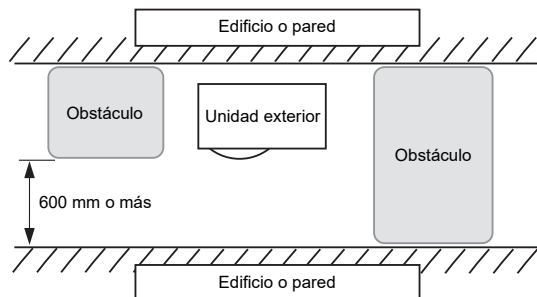 Edificio o pared
Obstáculo
Unidad exterior
Obstáculo
600 mm o más
Edificio o pared